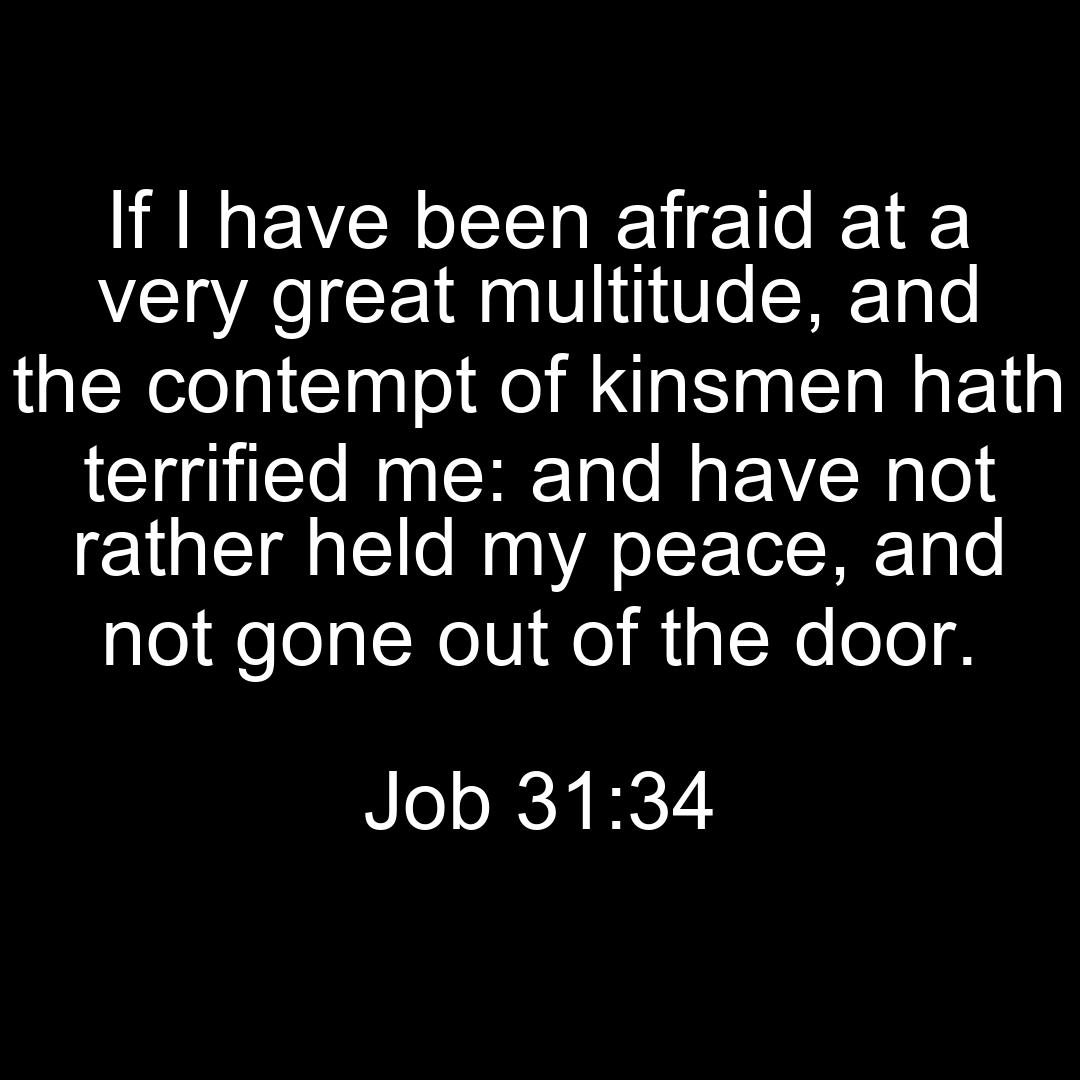 If I have been afraid at a
very great multitude, and
the contempt of kinsmen hath
terrified me: and have not
rather held my peace, and
not gone out of the door.
Job 31:34